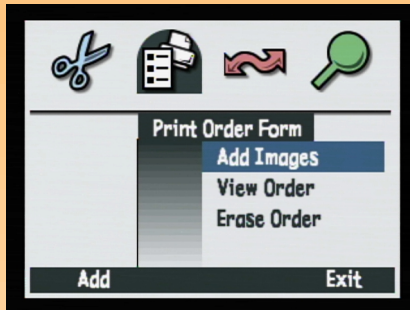 Print Order Form
Add Images
View Order
Erase Order
Add Exit